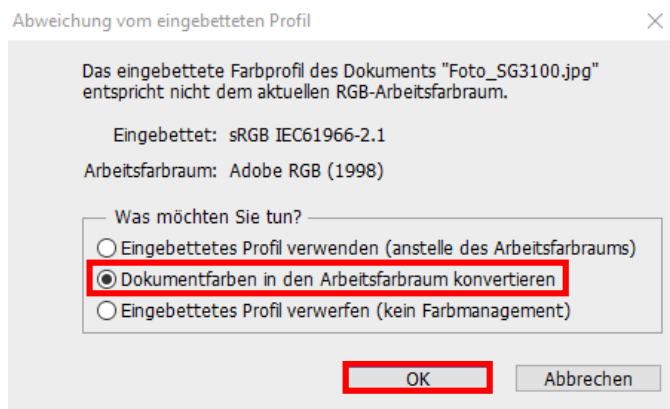 Abweichung vom eingebetteten Profil
Das eingebettete Farbprofil des Dokuments "Foto_SG3100.jpg"
entspricht nicht dem aktuellen RGB-Arbeitsfarbraum.
Eingebettet: sRGB IEC61966-2.1
Arbeitsfarbraum: Adobe RGB (1998)
Was möchten Sie tun?
Eingebettetes Profil verwenden (anstelle des Arbeitsfarbraums)
Dokumentfarben in den Arbeitsfarbraum konvertieren
Eingebettetes Profil verwerfen (kein Farbmanagement)
OK Abbrechen